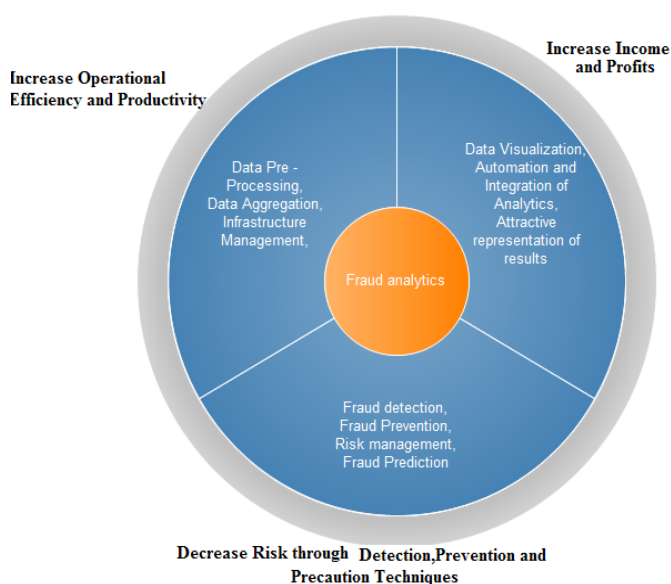 Increase Operational
Efficiency and Productivity
Increase Income
and Profits
Data Pre -
Processing,
Data Aggregation,
Infrastructure
Management,
Data Visualization,
Automation and
Integration of
Analytics,
Attractive
representation of
results
Fraud analytics
Fraud detection,
Fraud Prevention,
Risk management,
Fraud Prediction
Decrease Risk through Detection,Prevention and
Precaution Techniques